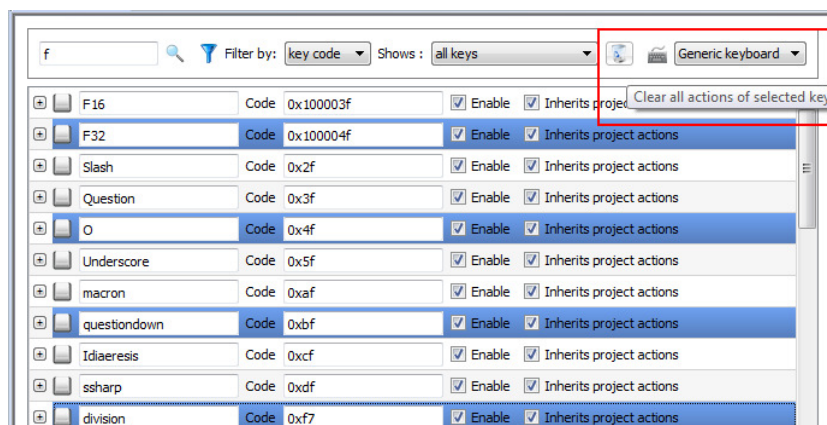 f Filter by: key code Shows : all keys Generic keyboard
Clear all actions of selected key
F16 Code 0x100003f Enable Inherits projec
F32 Code 0x100004f Enable Inherits project actions
Slash Code 0x2f Enable Inherits project actions
Question Code 0x3f Enable Inherits project actions
O Code 0x4f Enable Inherits project actions
Underscore Code 0x5f Enable Inherits project actions
macron Code 0xaf Enable Inherits project actions
questiondown Code 0xbf Enable Inherits project actions
Idiaeresis Code 0xcf Enable Inherits project actions
ssharp Code 0xdf Enable Inherits project actions
division Code 0xf7 Enable Inherits project actions